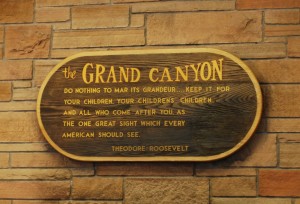 the GRAND CANYON
DO NOTHING TO MAR ITS GRANDEUR... KEEP IT FOR
YOUR CHILDREN, YOUR CHILDREN'S CHILDREN,
AND ALL WHO COME AFTER YOU AS
THE ONE GREAT SIGHT WHICH EVERY
AMERICAN SHOULD SEE.
THEODORE ROOSEVELT